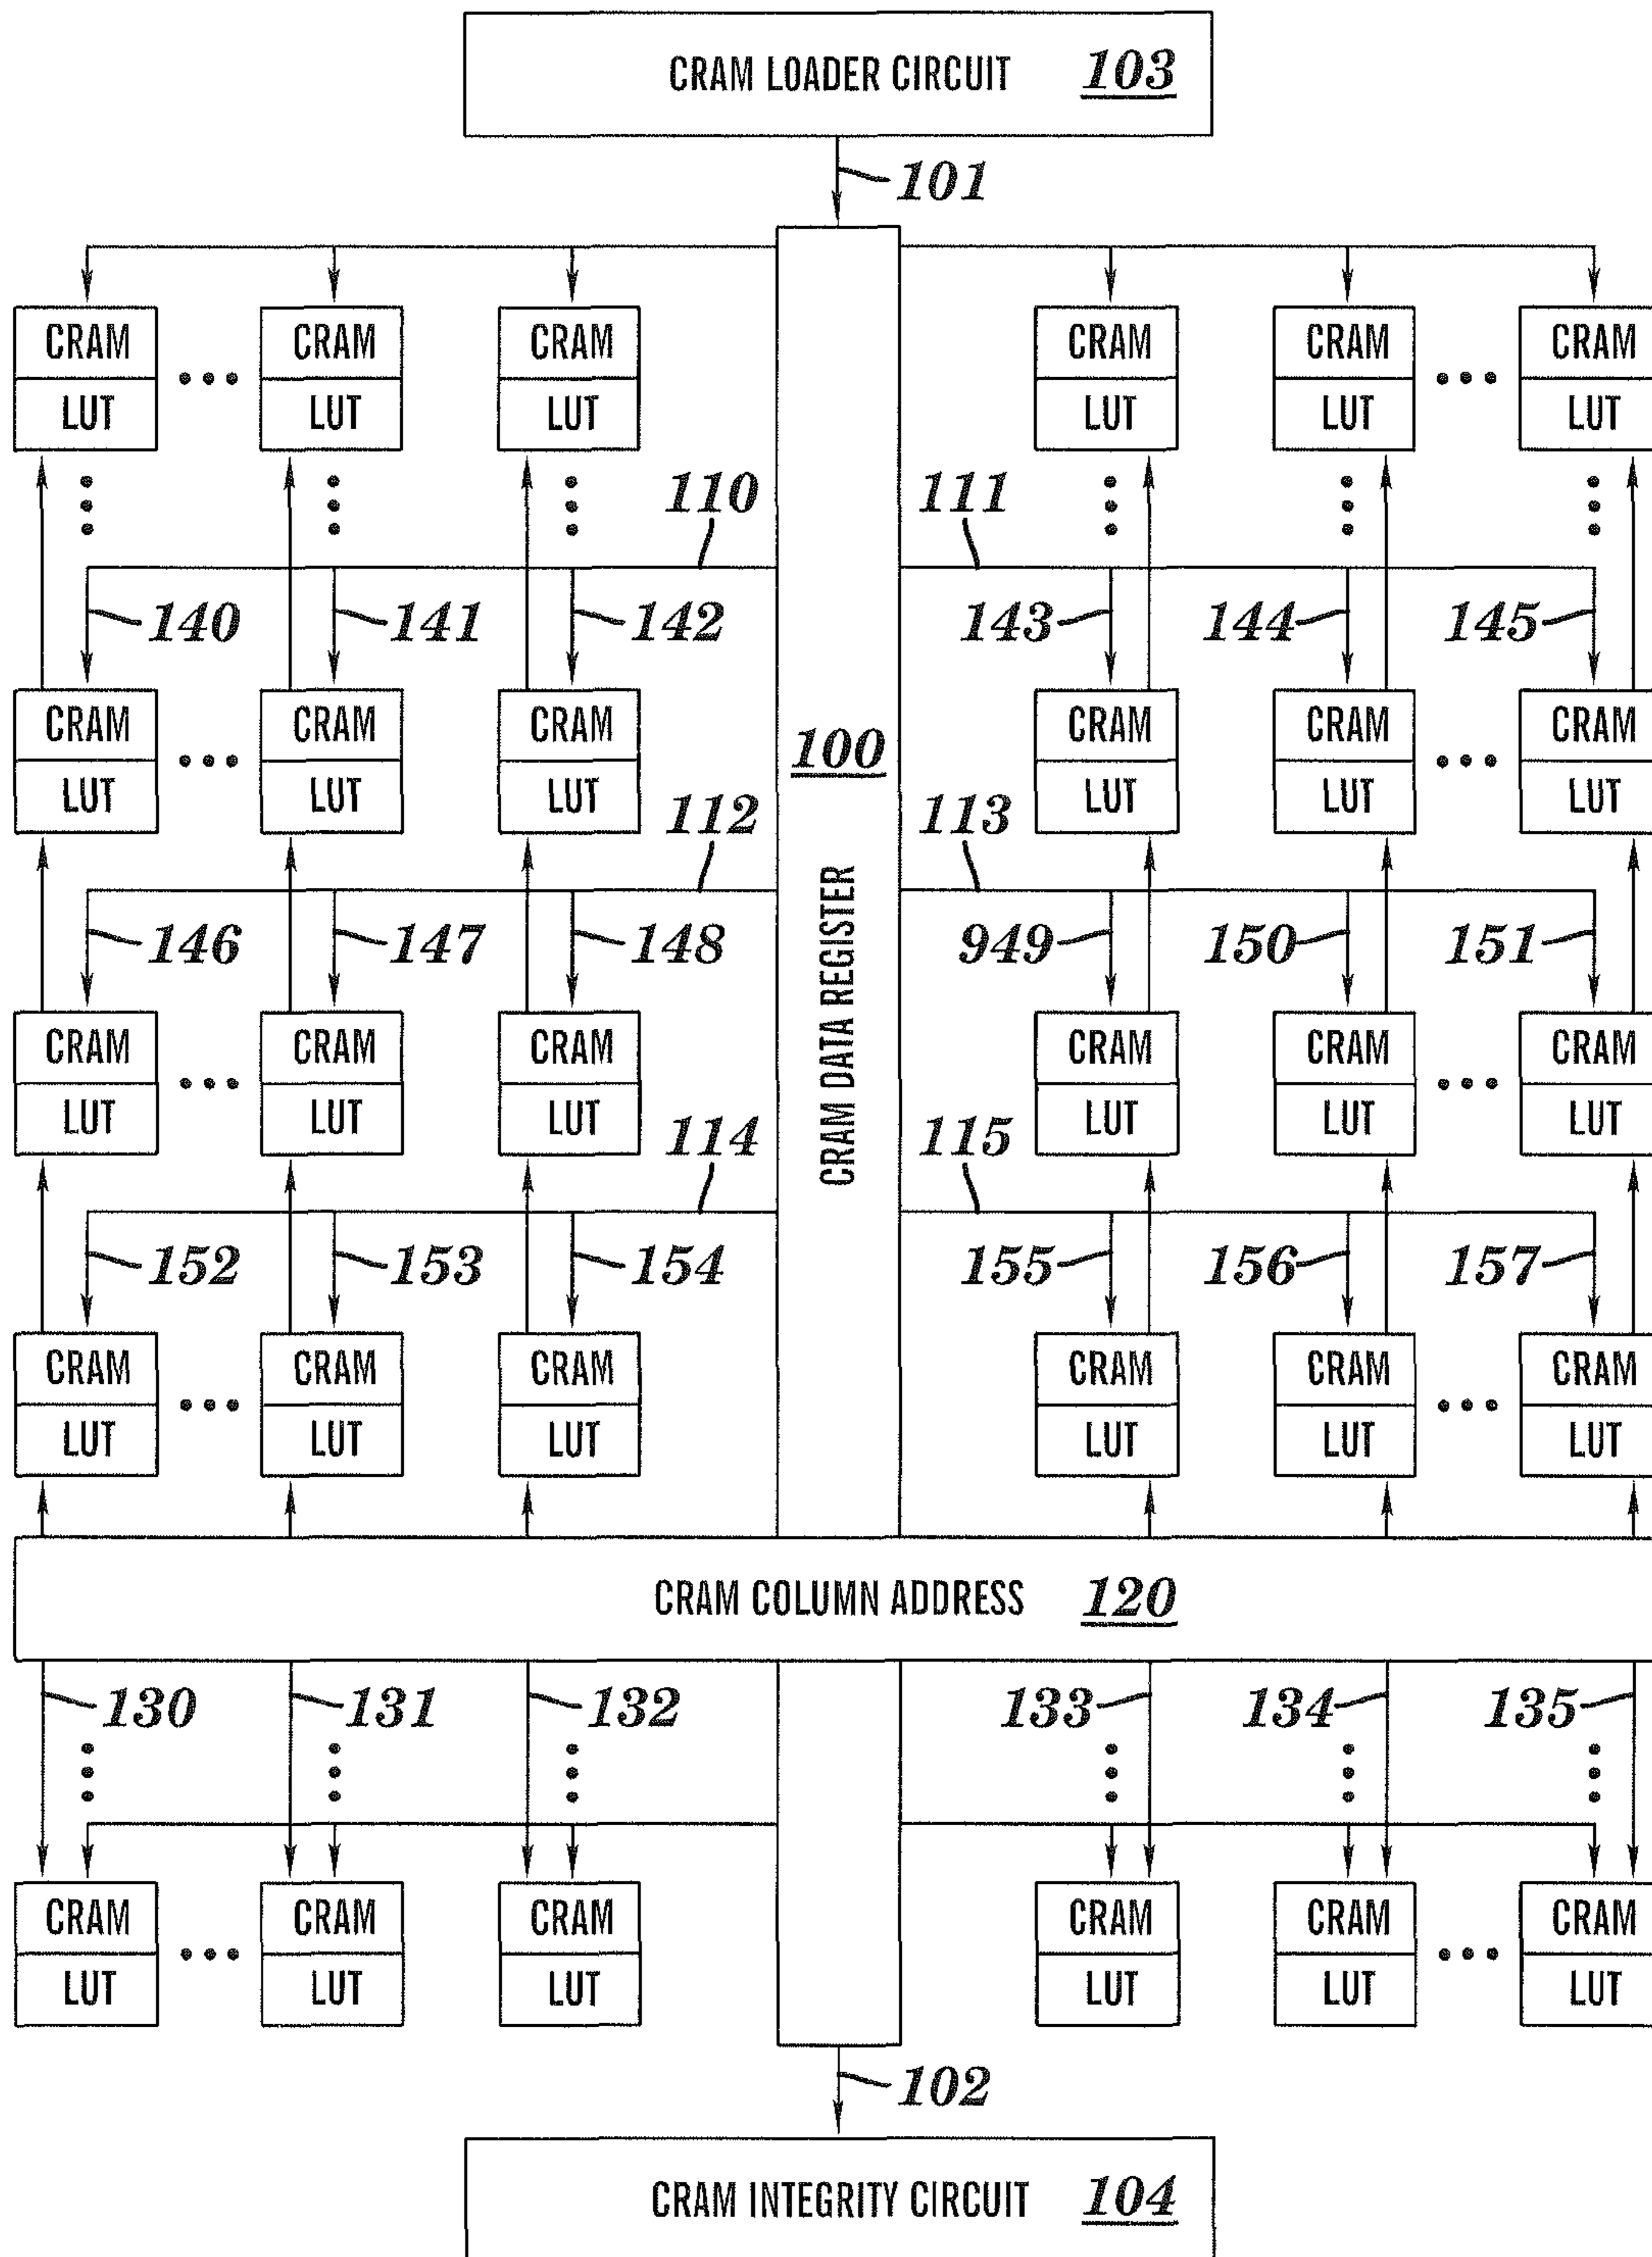 CRAM LOADER CIRCUIT 103
101
CRAM CRAM CRAM CRAM CRAM CRAM
LUT LUT LUT LUT LUT LUT
110 111
140 141 142 143 144 145
CRAM CRAM CRAM CRAM CRAM CRAM
100
LUT LUT LUT LUT LUT LUT
112 113
CRAM DATA REGISTER
146 147 148 949 150 151
CRAM CRAM CRAM CRAM CRAM CRAM
LUT LUT LUT LUT LUT LUT
114 115
152 153 154 155 156 157
CRAM CRAM CRAM CRAM CRAM CRAM
LUT LUT LUT LUT LUT LUT
CRAM COLUMN ADDRESS 120
130 131 132 133 134 135
CRAM CRAM CRAM CRAM CRAM CRAM
LUT LUT LUT LUT LUT LUT
102
CRAM INTEGRITY CIRCUIT 104